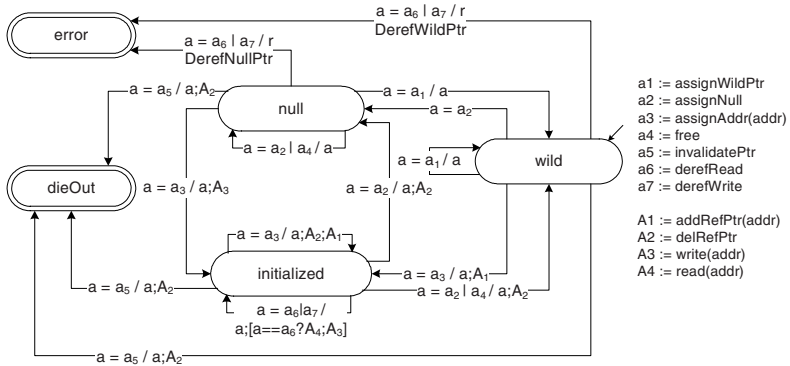 a = a6 | a7 / r
DerefWildPtr
error
a = a6 | a7 / r
DerefNullPtr
a = a5 / a;A2
a = a1 / a
null
a = a2
a = a2 | a4 / a
a = a1 / a
wild
a1 := assignWildPtr
a2 := assignNull
a3 := assignAddr(addr)
a4 := free
a5 := invalidatePtr
a6 := derefRead
a7 := derefWrite
A1 := addRefPtr(addr)
A2 := delRefPtr
A3 := write(addr)
A4 := read(addr)
dieOut
a = a3 / a;A3
a = a2 / a;A2
a = a3 / a;A2;A1
initialized
a = a3 / a;A1
a = a5 / a;A2
a = a2 | a4 / a;A2
a = a6|a7 /
a;[a==a6?A4;A3]
a = a5 / a;A2